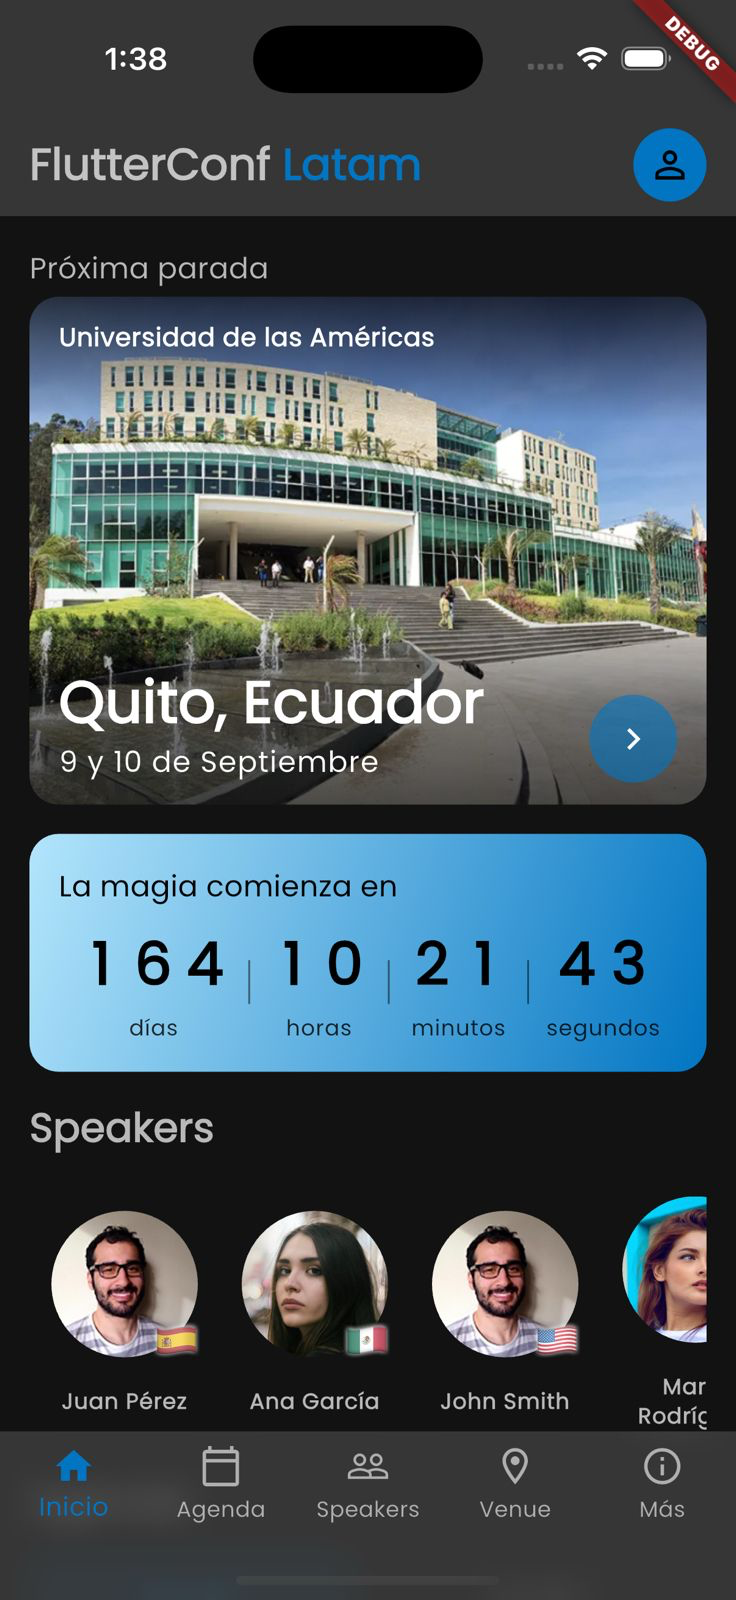 1:38
DEBUG
FlutterConf Latam
Próxima parada
Universidad de las Américas
Quito, Ecuador
9 y 10 de Septiembre
La magia comienza en
164 10 21 43
días horas minutos segundos
Speakers
Juan Pérez Ana García John Smith
Mar
Rodríg
Inicio Agenda Speakers Venue Más